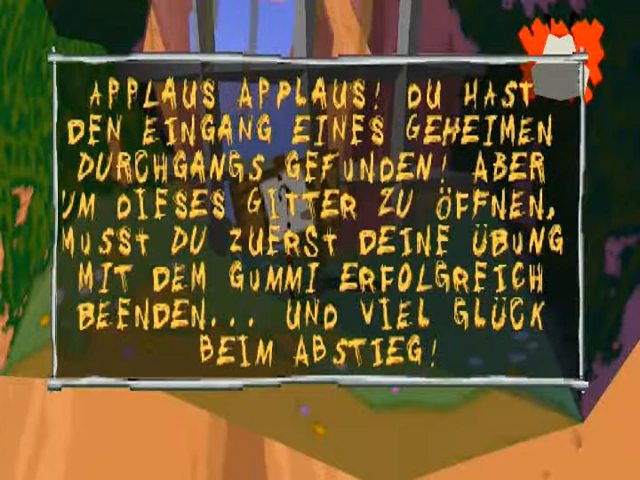 APPLAUS APPLAUS! DU HAST
DEN EINGANG EINES GEHEIMEN
DURCHGANGS GEFUNDEN! ABER
UM DIESES GITTER ZU ÖFFNEN,
MUSST DU ZUERST DEINE ÜBUNG
MIT DEM GUMMI ERFOLGREICH
BEENDEN... UND VIEL GLÜCK
BEIM ABSTIEG!